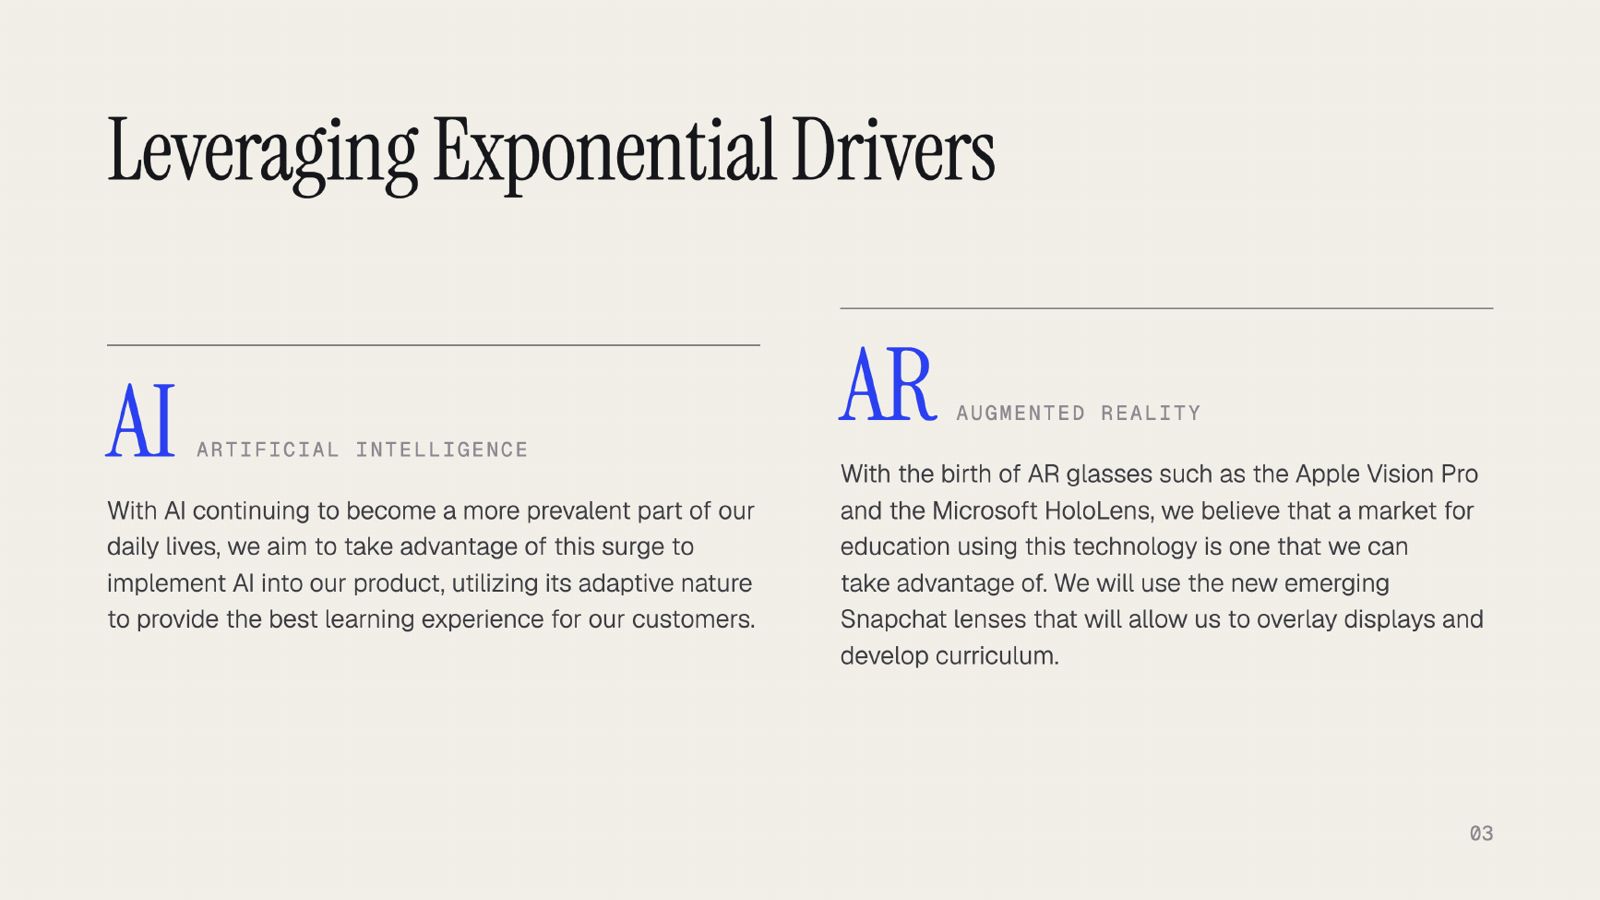 Leveraging Exponential Drivers
AI ARTIFICIAL INTELLIGENCE
With AI continuing to become a more prevalent part of our
daily lives, we aim to take advantage of this surge to
implement AI into our product, utilizing its adaptive nature
to provide the best learning experience for our customers.
AR AUGMENTED REALITY
With the birth of AR glasses such as the Apple Vision Pro
and the Microsoft HoloLens, we believe that a market for
education using this technology is one that we can
take advantage of. We will use the new emerging
Snapchat lenses that will allow us to overlay displays and
develop curriculum.
03